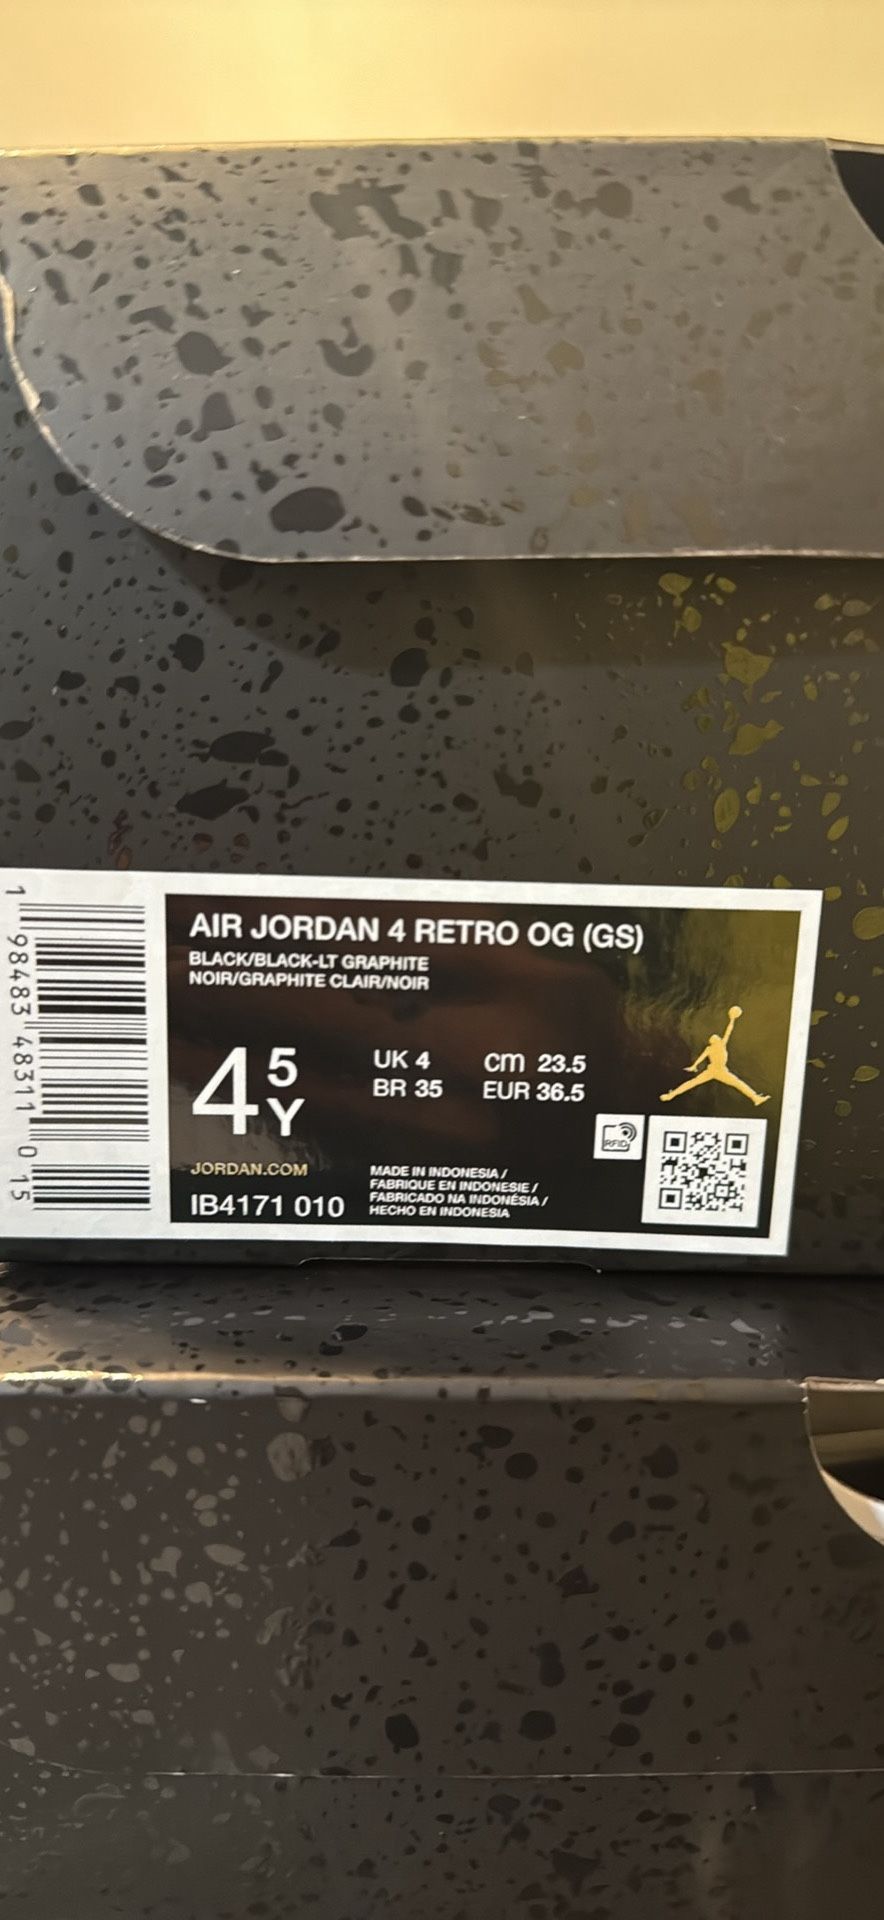 1 98483 48311 0 15
AIR JORDAN 4 RETRO OG (GS)
BLACK/BLACK-LT GRAPHITE
NOIR/GRAPHITE CLAIR/NOIR
4 5Y
UK 4
BR 35
cm 23.5
EUR 36.5
RFID
JORDAN.COM
IB4171 010
MADE IN INDONESIA /
FABRIQUE EN INDONESIE /
FABRICADO NA INDONÉSIA /
HECHO EN INDONESIA